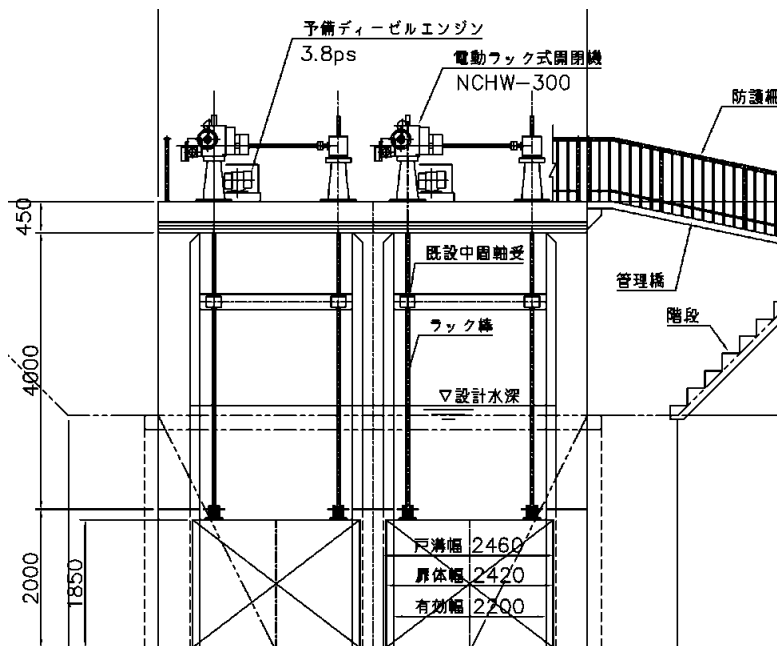 予備ディーゼルエンジン
3.8ps
電動ラック式開閉機
NCHW-300
防護柵
450
既設中間軸受
管理橋
ラック棒
階段
4000
▽設計水深
戸溝幅 2460
扉体幅 2420
有効幅 2200
2000
1850